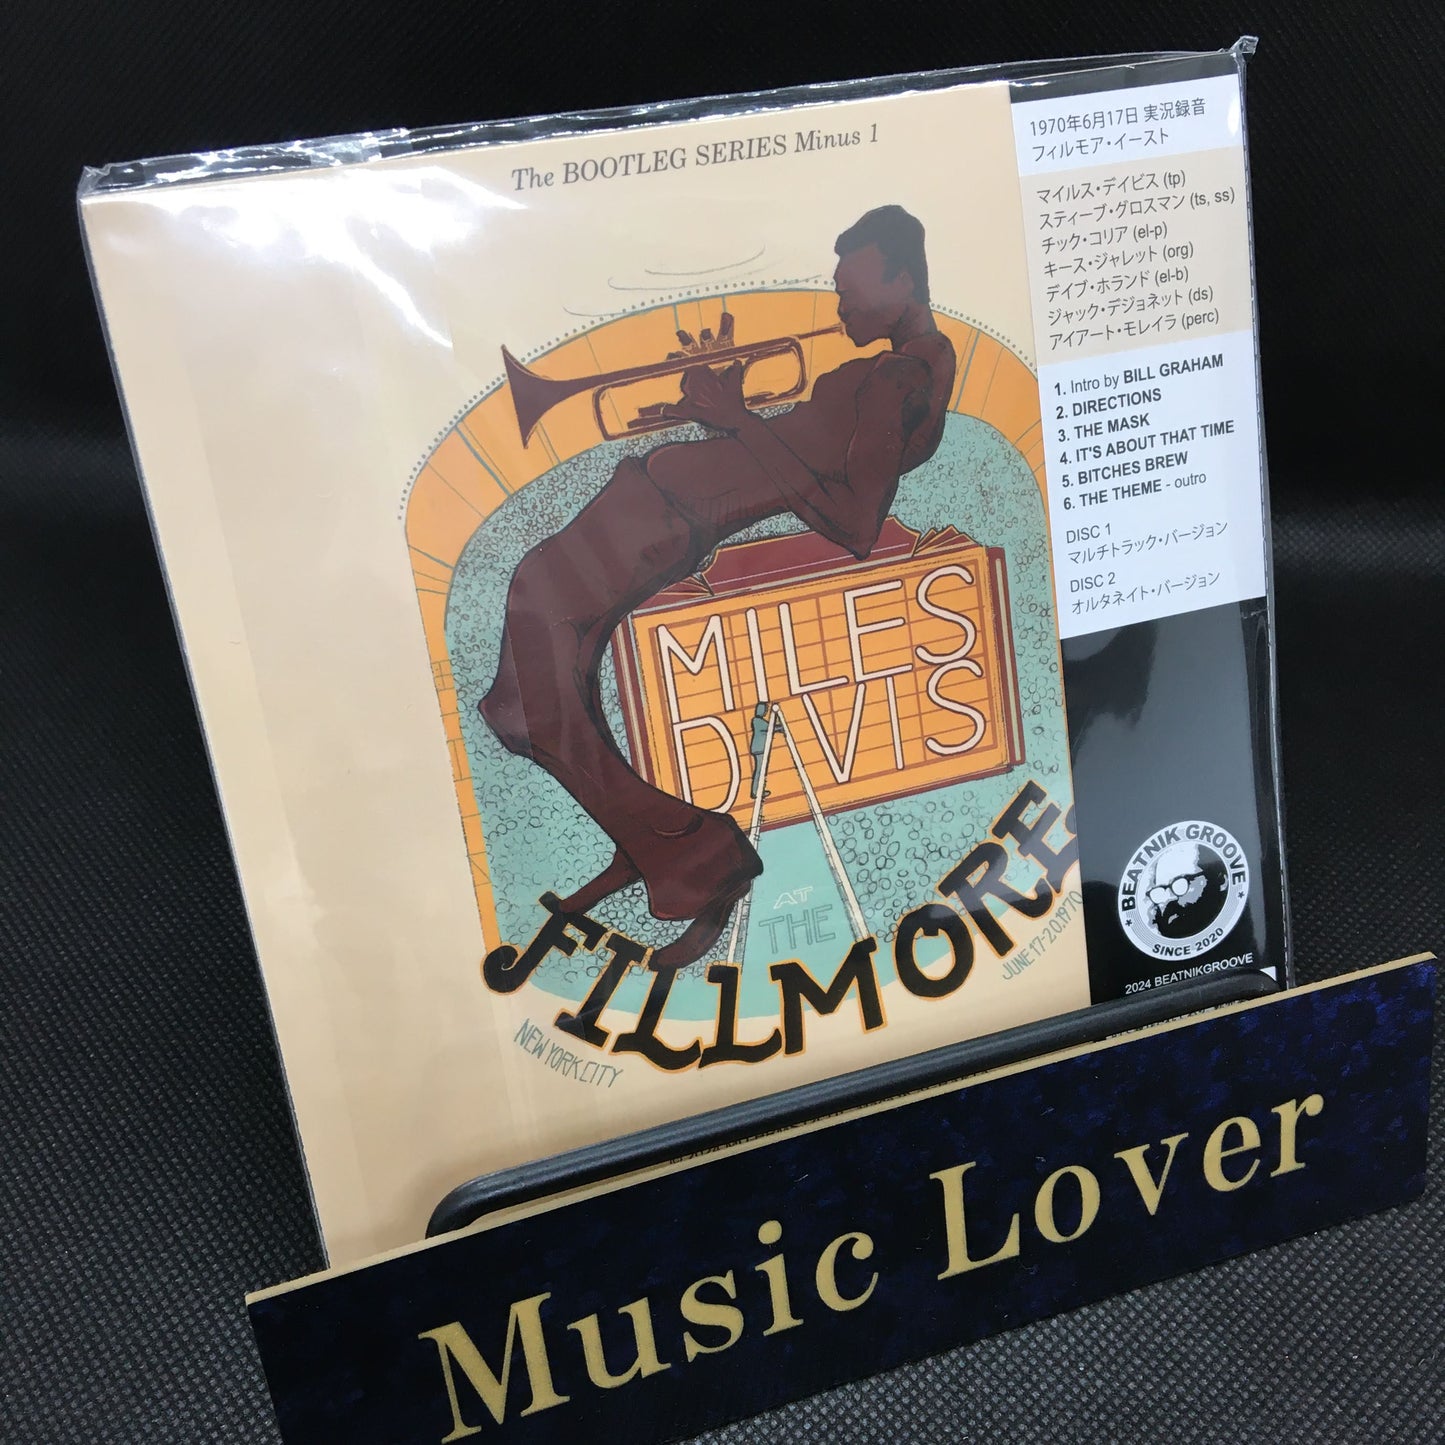 The BOOTLEG SERIES Minus 1
1970年6月17日 実況録音
フィルモア・イースト
マイルス・デイビス (tp)
スティーブ・グロスマン (ts, ss)
チック・コリア (el-p)
キース・ジャレット (org)
デイブ・ホランド (el-b)
ジャック・デジョネット (ds)
アイアート・モレイラ (perc)
1. Intro by BILL GRAHAM
2. DIRECTIONS
3. THE MASK
4. IT'S ABOUT THAT TIME
5. BITCHES BREW
6. THE THEME - outro
DISC 1
マルチトラック・バージョン
DISC 2
オルタネイト・バージョン
MILES
DAVIS
AT
THE
FILLMORE
NEW YORK CITY
JUNE 17-20.1970
BEATNIK GROOVE
SINCE 2020
2024 BEATNIKGROOVE
Music Lover